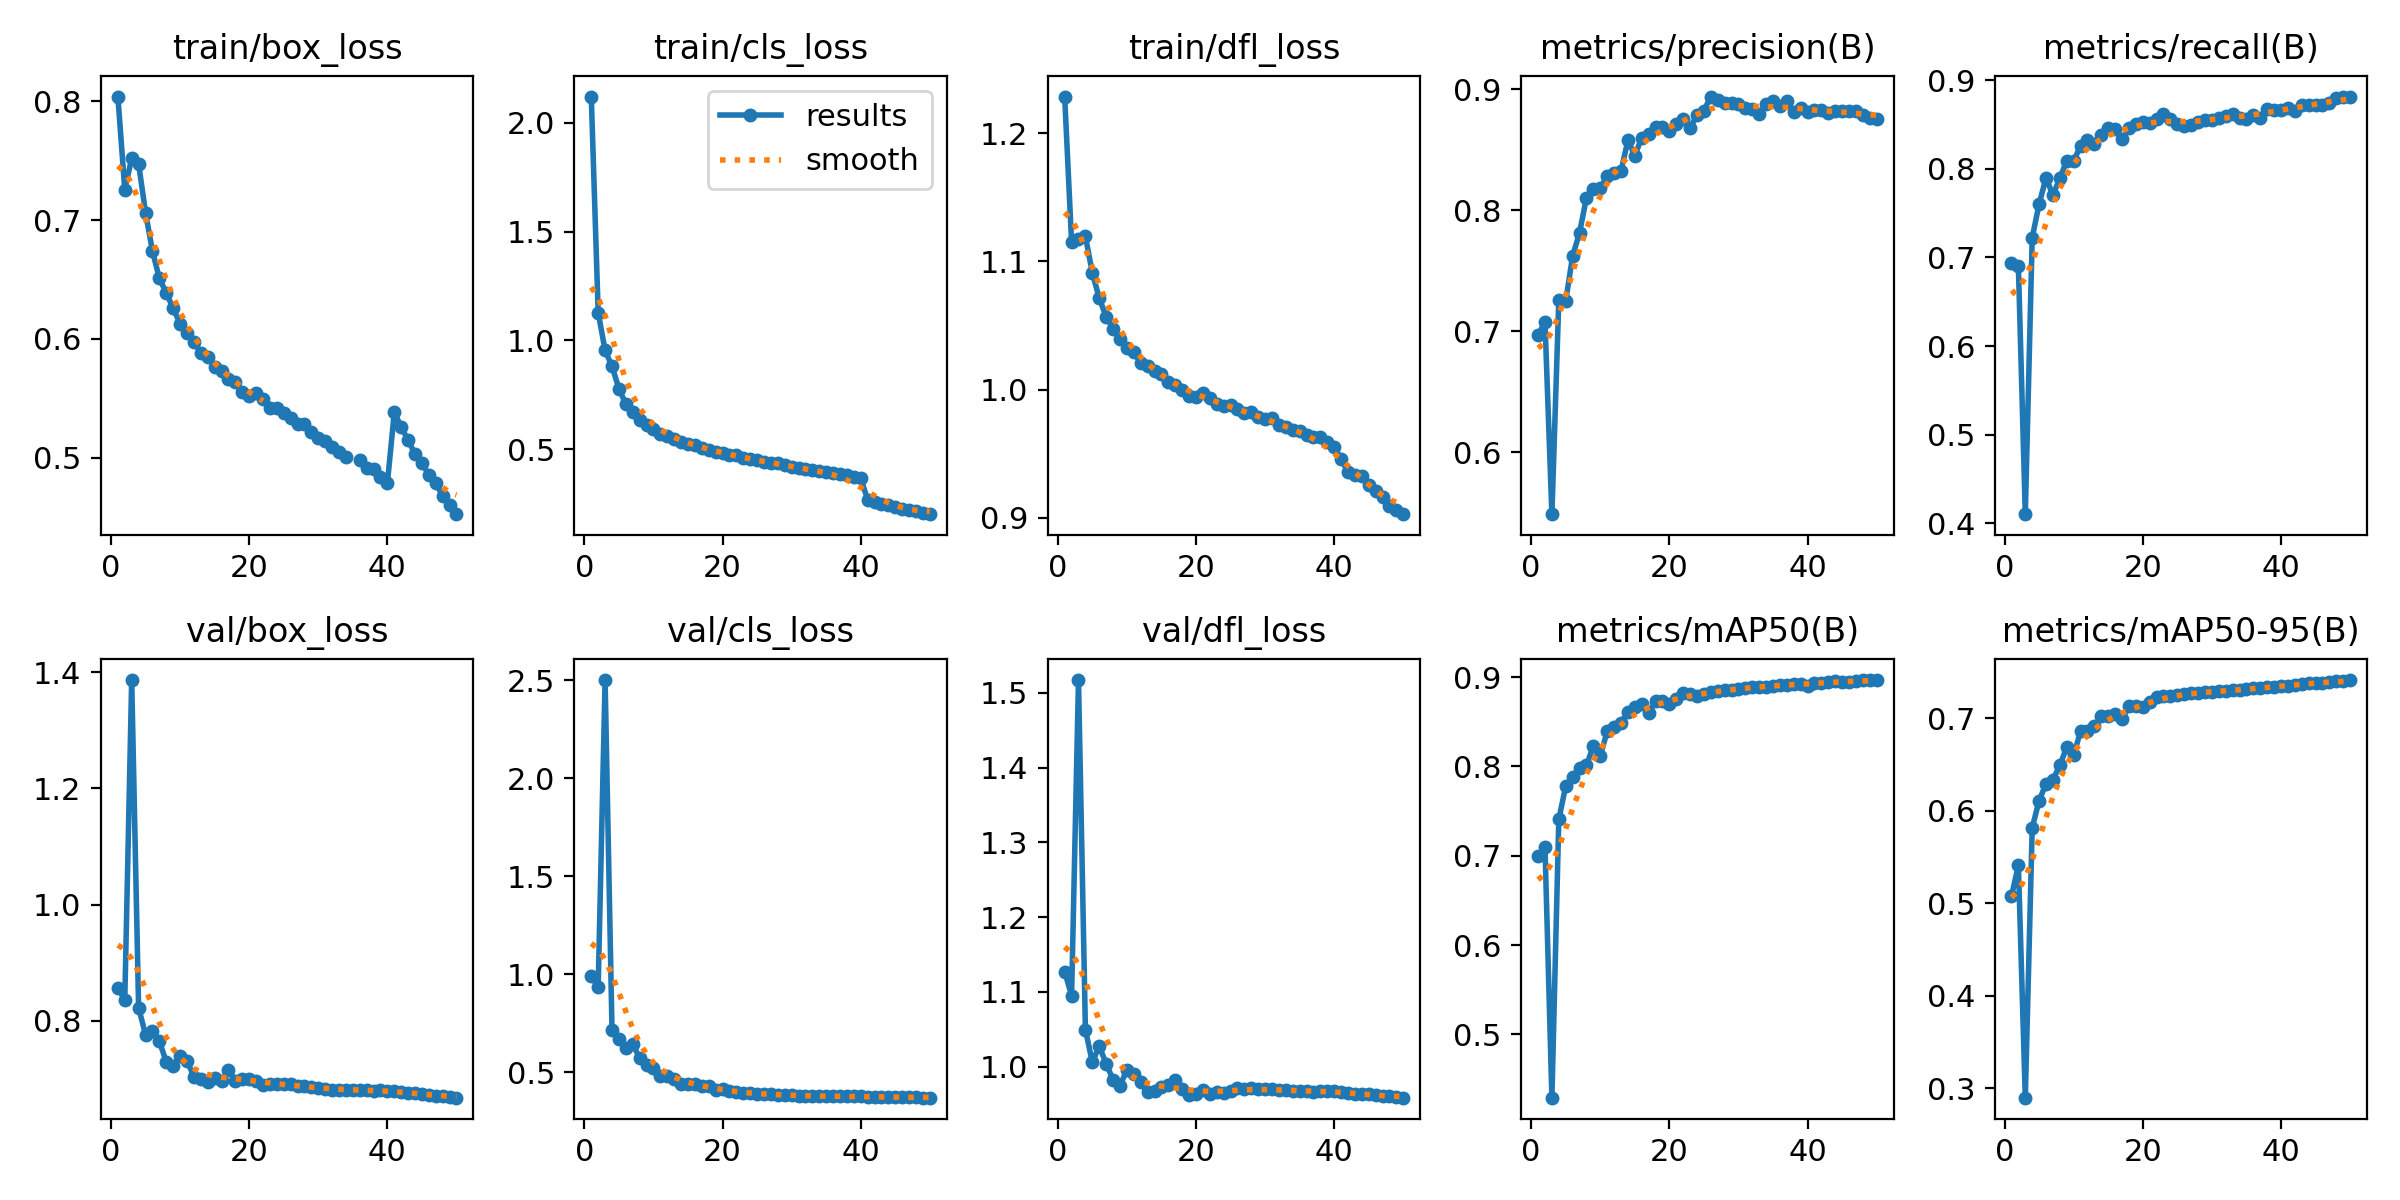 train/box_loss
train/cls_loss
train/dfl_loss
metrics/precision(B)
metrics/recall(B)
0.8
0.7
0.6
0.5
0 20 40
2.0
1.5
1.0
0.5
results
smooth
0 20 40
1.2
1.1
1.0
0.9
0 20 40
0.9
0.8
0.7
0.6
0 20 40
0.9
0.8
0.7
0.6
0.5
0.4
0 20 40
val/box_loss
val/cls_loss
val/dfl_loss
metrics/mAP50(B)
metrics/mAP50-95(B)
1.4
1.2
1.0
0.8
0 20 40
2.5
2.0
1.5
1.0
0.5
0 20 40
1.5
1.4
1.3
1.2
1.1
1.0
0 20 40
0.9
0.8
0.7
0.6
0.5
0 20 40
0.7
0.6
0.5
0.4
0.3
0 20 40